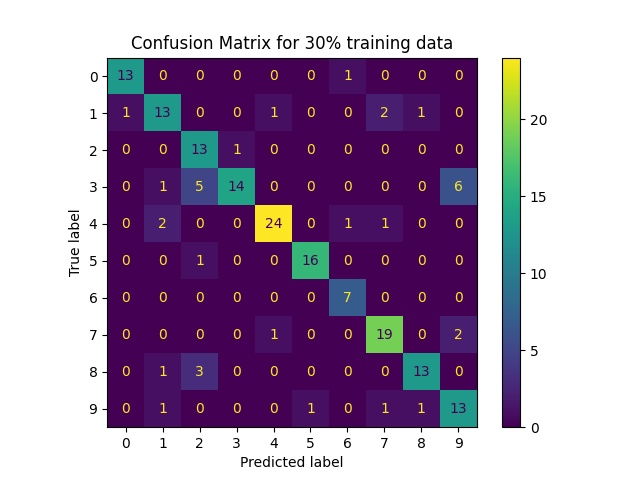 Confusion Matrix for 30% training data
0 13 0 0 0 0 0 1 0 0 0
1 1 13 0 0 1 0 0 2 1 0
2 0 0 13 1 0 0 0 0 0 0
3 0 1 5 14 0 0 0 0 0 6
4 0 2 0 0 24 0 1 1 0 0
5 0 0 1 0 0 16 0 0 0 0
6 0 0 0 0 0 0 7 0 0 0
7 0 0 0 0 1 0 0 19 0 2
8 0 1 3 0 0 0 0 0 13 0
9 0 1 0 0 0 1 0 1 1 13
0 1 2 3 4 5 6 7 8 9
Predicted label
True label
20
15
10
5
0